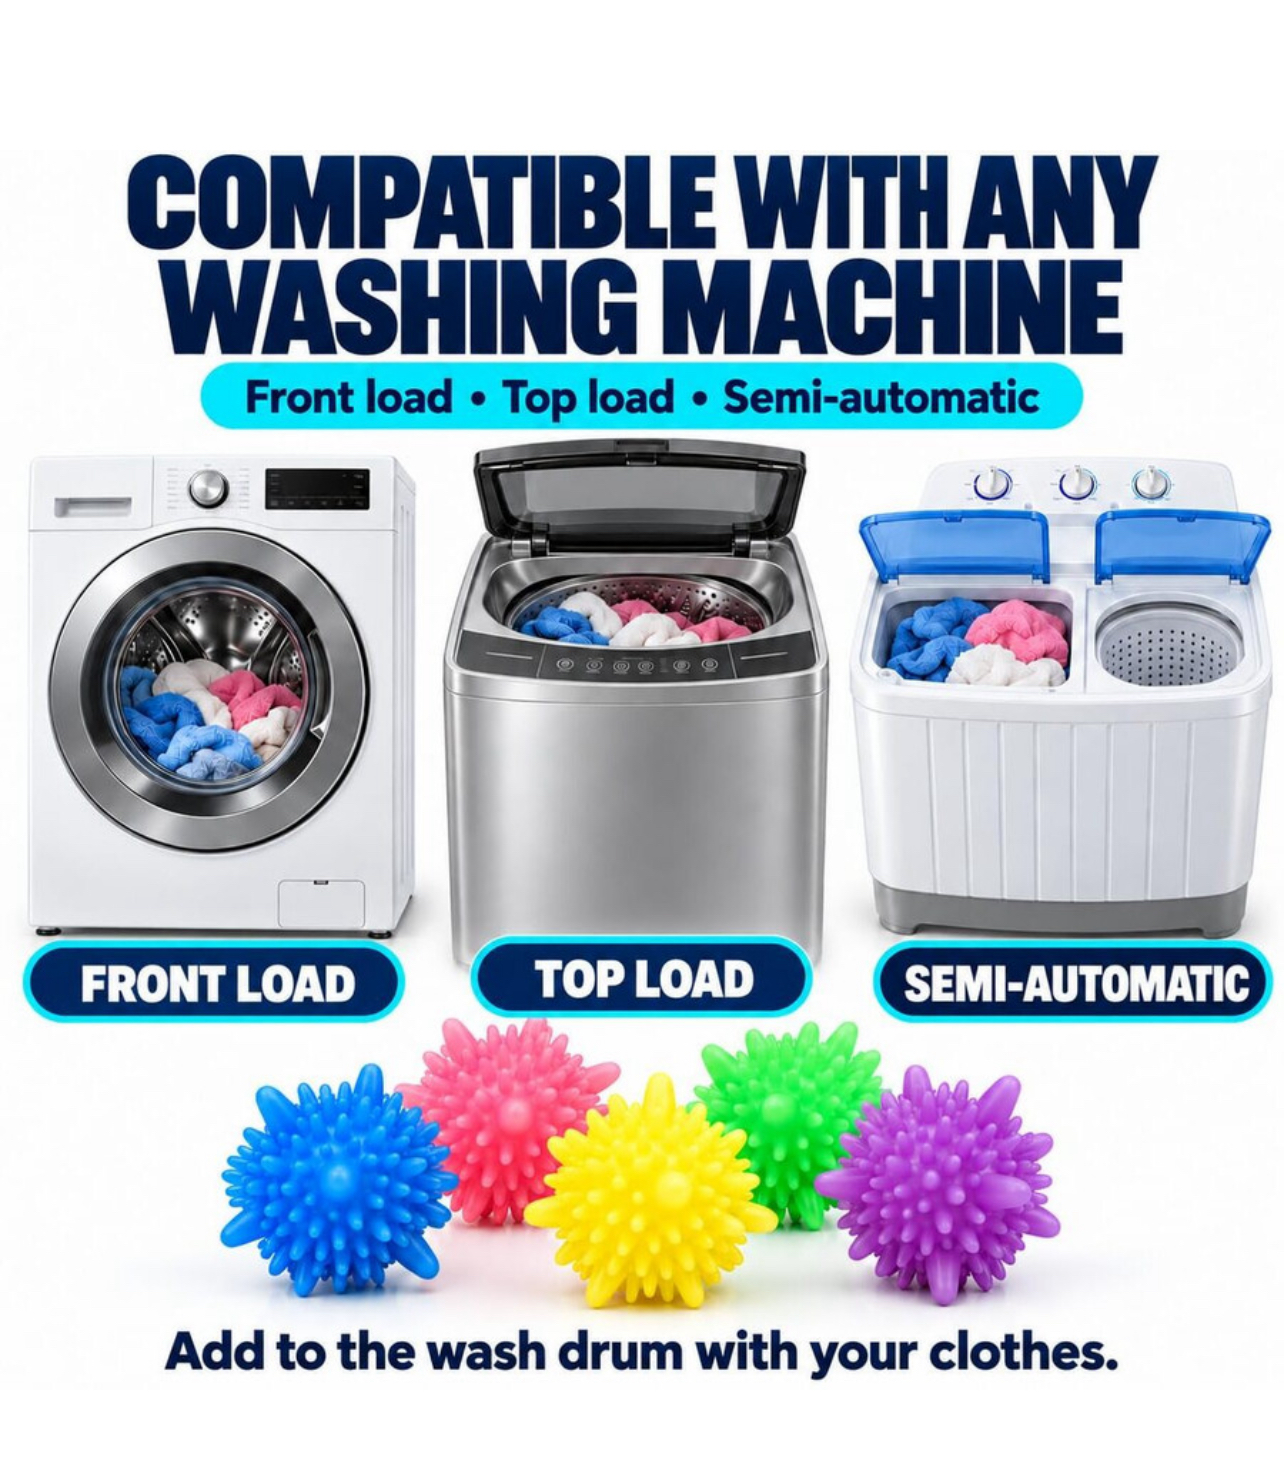 COMPATIBLE WITH ANY
WASHING MACHINE
Front load • Top load • Semi-automatic
FRONT LOAD
TOP LOAD
SEMI-AUTOMATIC
Add to the wash drum with your clothes.